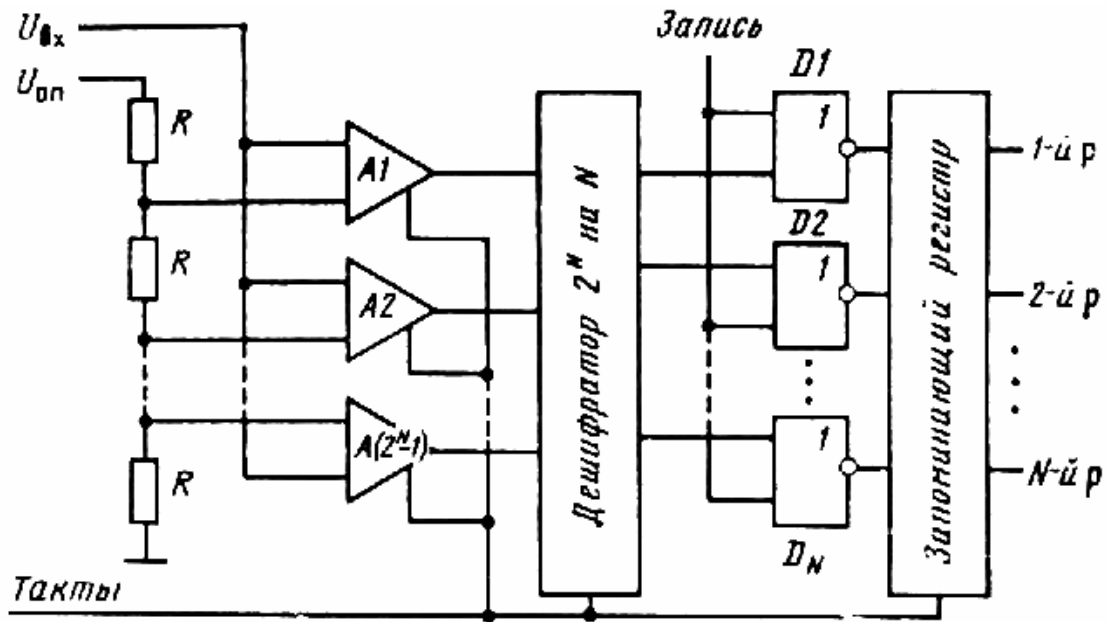 Uвх
Uоп
R
R
R
A1
A2
A(2ᴺ-1)
Дешифратор 2ᴺ на N
Запись
D1
1
D2
1
1
D_N
Запоминающий регистр
1-й р
2-й р
N-й р
Такты